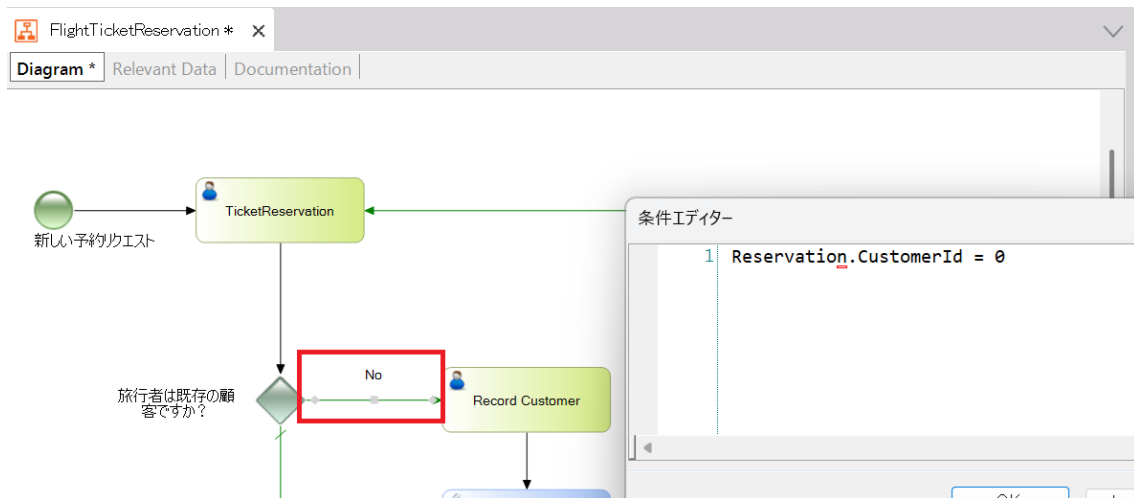 FlightTicketReservation *
Diagram * Relevant Data Documentation
TicketReservation
新しい予約リクエスト
条件エディター
1 Reservation.CustomerId = 0
No
旅行者は既存の顧
客ですか?
Record Customer
OK